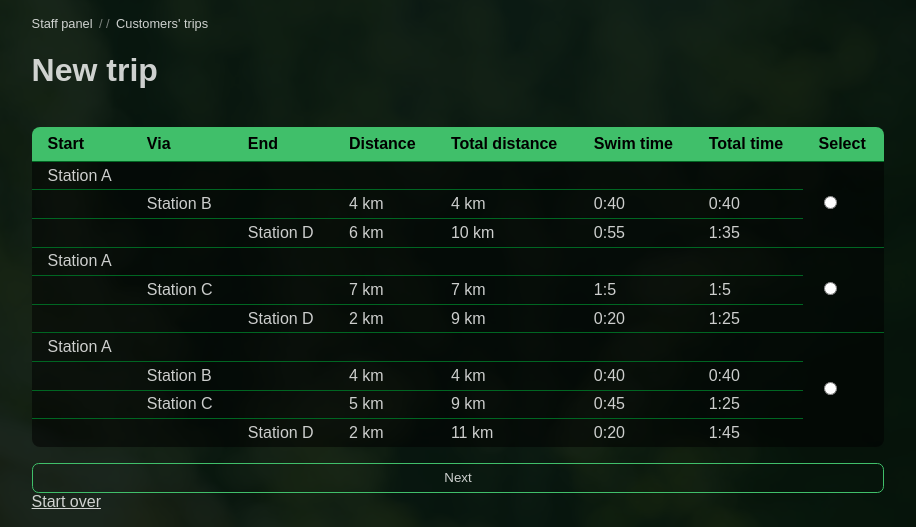 Staff panel // Customers' trips
New trip
Start Via End Distance Total distance Swim time Total time Select
Station A
Station B 4 km 4 km 0:40 0:40
Station D 6 km 10 km 0:55 1:35
Station A
Station C 7 km 7 km 1:5 1:5
Station D 2 km 9 km 0:20 1:25
Station A
Station B 4 km 4 km 0:40 0:40
Station C 5 km 9 km 0:45 1:25
Station D 2 km 11 km 0:20 1:45
Next
Start over